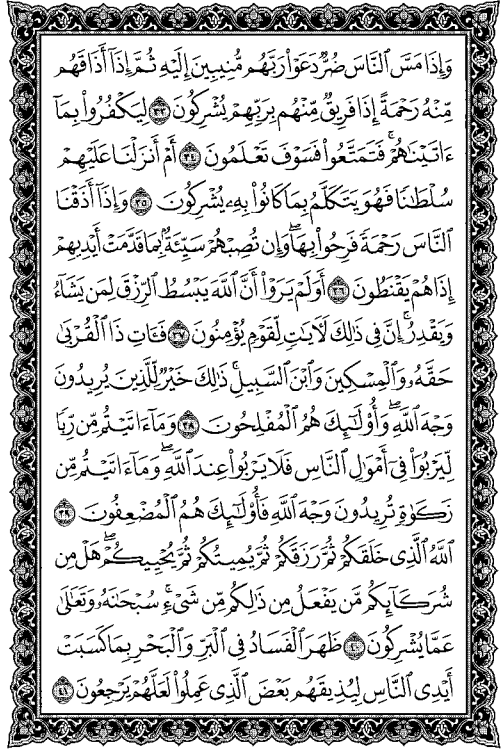 وَإِذَا مَسَّ ٱلنَّاسَ ضُرٌّ دَعَوْا۟ رَبَّهُم مُّنِيبِينَ إِلَيْهِ ثُمَّ إِذَآ أَذَاقَهُم
مِّنْهُ رَحْمَةً إِذَا فَرِيقٌ مِّنْهُم بِرَبِّهِمْ يُشْرِكُونَ ٣٣ لِيَكْفُرُوا۟ بِمَآ
ءَاتَيْنَٰهُمْ ۚ فَتَمَتَّعُوا۟ فَسَوْفَ تَعْلَمُونَ ٣٤ أَمْ أَنزَلْنَا عَلَيْهِمْ
سُلْطَٰنًا فَهُوَ يَتَكَلَّمُ بِمَا كَانُوا۟ بِهِۦ يُشْرِكُونَ ٣٥ وَإِذَآ أَذَقْنَا
ٱلنَّاسَ رَحْمَةً فَرِحُوا۟ بِهَا ۖ وَإِن تُصِبْهُمْ سَيِّئَةٌۢ بِمَا قَدَّمَتْ أَيْدِيهِمْ
إِذَا هُمْ يَقْنَطُونَ ٣٦ أَوَلَمْ يَرَوْا۟ أَنَّ ٱللَّهَ يَبْسُطُ ٱلرِّزْقَ لِمَن يَشَآءُ
وَيَقْدِرُ ۚ إِنَّ فِى ذَٰلِكَ لَءَايَٰتٍ لِّقَوْمٍ يُؤْمِنُونَ ٣٧ فَـَٔاتِ ذَا ٱلْقُرْبَىٰ
حَقَّهُۥ وَٱلْمِسْكِينَ وَٱبْنَ ٱلسَّبِيلِ ۚ ذَٰلِكَ خَيْرٌ لِّلَّذِينَ يُرِيدُونَ
وَجْهَ ٱللَّهِ ۖ وَأُو۟لَٰٓئِكَ هُمُ ٱلْمُفْلِحُونَ ٣٨ وَمَآ ءَاتَيْتُم مِّن رِّبًا
لِّيَرْبُوَا۟ فِىٓ أَمْوَٰلِ ٱلنَّاسِ فَلَا يَرْبُوا۟ عِندَ ٱللَّهِ ۖ وَمَآ ءَاتَيْتُم مِّن
زَكَوٰةٍ تُرِيدُونَ وَجْهَ ٱللَّهِ فَأُو۟لَٰٓئِكَ هُمُ ٱلْمُضْعِفُونَ ٣٩
ٱللَّهُ ٱلَّذِى خَلَقَكُمْ ثُمَّ رَزَقَكُمْ ثُمَّ يُمِيتُكُمْ ثُمَّ يُحْيِيكُمْ ۖ هَلْ مِن
شُرَكَآئِكُم مَّن يَفْعَلُ مِن ذَٰلِكُم مِّن شَىْءٍ ۚ سُبْحَٰنَهُۥ وَتَعَٰلَىٰ
عَمَّا يُشْرِكُونَ ٤٠ ظَهَرَ ٱلْفَسَادُ فِى ٱلْبَرِّ وَٱلْبَحْرِ بِمَا كَسَبَتْ
أَيْدِى ٱلنَّاسِ لِيُذِيقَهُم بَعْضَ ٱلَّذِى عَمِلُوا۟ لَعَلَّهُمْ يَرْجِعُونَ ٤١